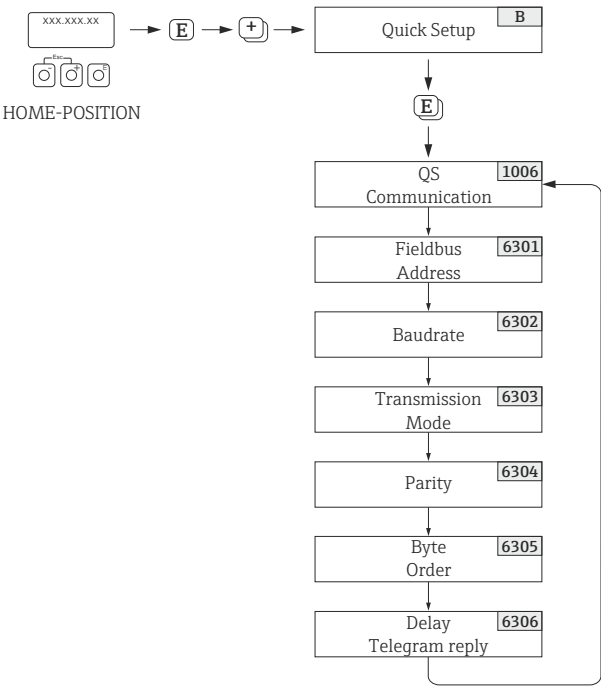 xxx.xxx.xx
Esc
- + E
HOME-POSITION
E
+
Quick Setup
B
E
QS
Communication
1006
Fieldbus
Address
6301
Baudrate
6302
Transmission
Mode
6303
Parity
6304
Byte
Order
6305
Delay
Telegram reply
6306